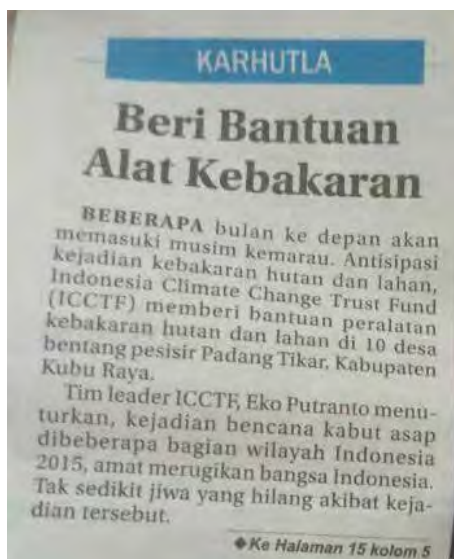 KARHUTLA
Beri Bantuan
Alat Kebakaran
BEBERAPA bulan ke depan akan
memasuki musim kemarau. Antisipasi
kejadian kebakaran hutan dan lahan,
Indonesia Climate Change Trust Fund
(ICCTF) memberi bantuan peralatan
kebakaran hutan dan lahan di 10 desa
bentang pesisir Padang Tikar, Kabupaten
Kubu Raya.
Tim leader ICCTF, Eko Putranto menu-
turkan, kejadian bencana kabut asap
dibeberapa bagian wilayah Indonesia
2015, amat merugikan bangsa Indonesia.
Tak sedikit jiwa yang hilang akibat keja-
dian tersebut.
◆Ke Halaman 15 kolom 5